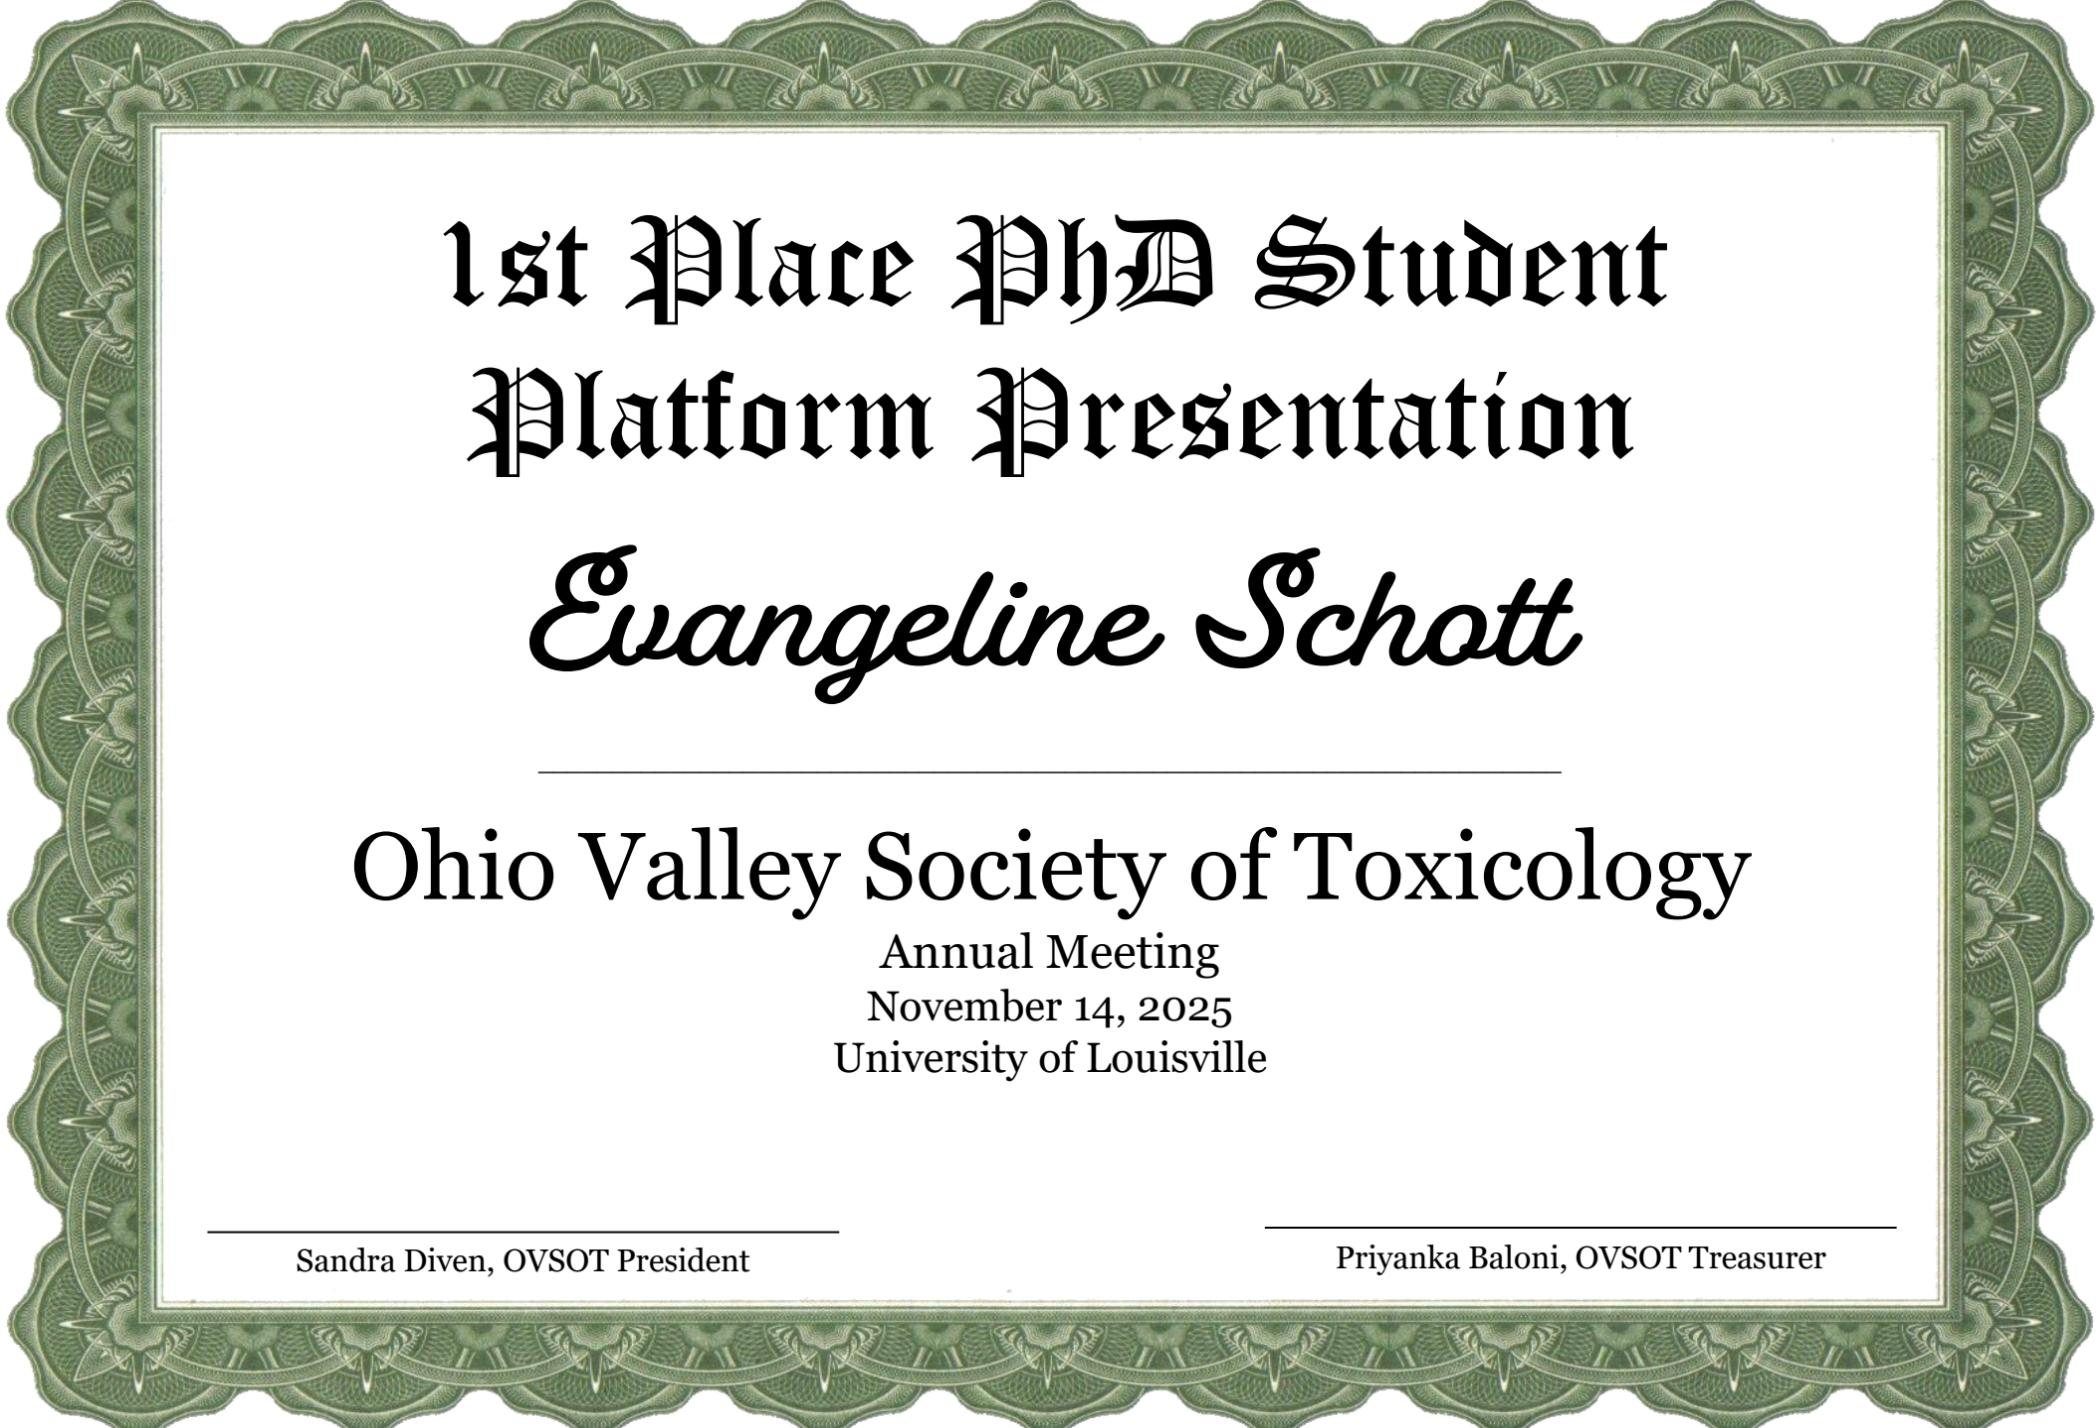 1st Place PhD Student
Platform Presentation
Evangeline Schott
Ohio Valley Society of Toxicology
Annual Meeting
November 14, 2025
University of Louisville
Sandra Diven, OVSOT President
Priyanka Baloni, OVSOT Treasurer